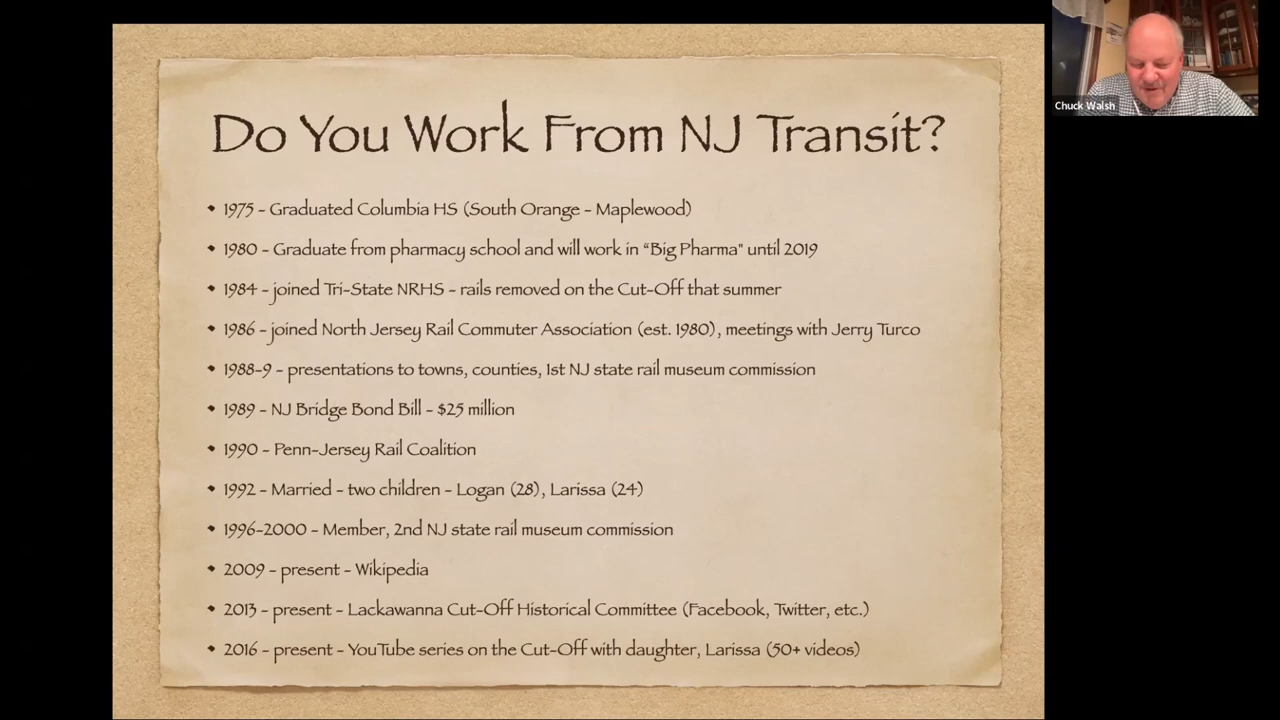 Do You Work From NJ Transit?
• 1975 - Graduated Columbia HS (South Orange - Maplewood)
• 1980 - Graduate from pharmacy school and will work in “Big Pharma" until 2019
• 1984 - joined Tri-State NRHS - rails removed on the Cut-Off that summer
• 1986 - joined North Jersey Rail Commuter Association (est. 1980), meetings with Jerry Turco
• 1988-9 - presentations to towns, counties, 1st NJ state rail museum commission
• 1989 - NJ Bridge Bond Bill - $25 million
• 1990 - Penn-Jersey Rail Coalition
• 1992 - Married - two children - Logan (28), Larissa (24)
• 1996-2000 - Member, 2nd NJ state rail museum commission
• 2009 - present - Wikipedia
• 2013 - present - Lackawanna Cut-Off Historical Committee (Facebook, Twitter, etc.)
• 2016 - present - YouTube series on the Cut-Off with daughter, Larissa (50+ videos)
Chuck Walsh